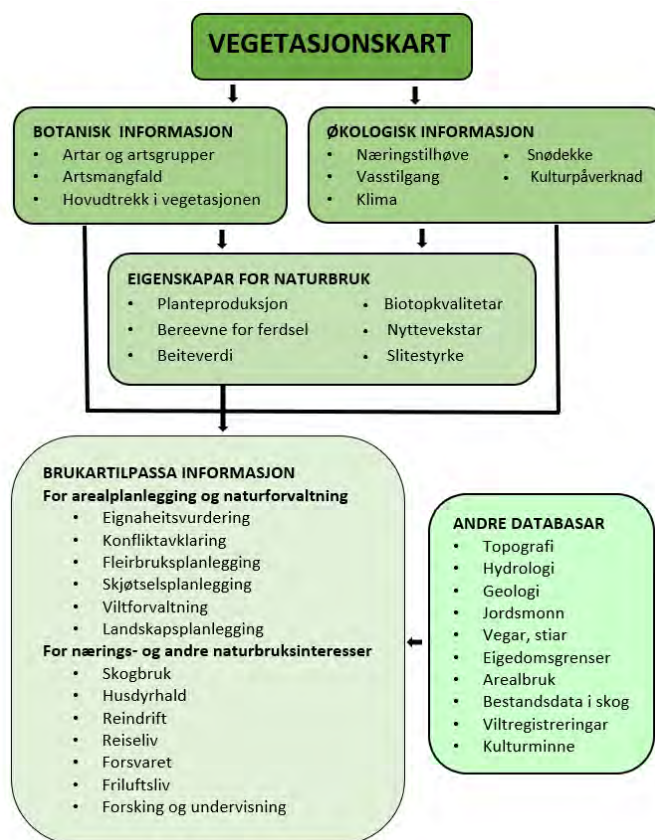 VEGETASJONSKART
BOTANISK INFORMASJON
• Artar og artsgrupper
• Artsmangfald
• Hovudtrekk i vegetasjonen
ØKOLOGISK INFORMASJON
• Næringstilhøve
• Vasstilgang
• Klima
• Snødekke
• Kulturpåverknad
EIGENSKAPAR FOR NATURBRUK
• Planteproduksjon
• Bereevne for ferdsel
• Beiteverdi
• Biotopkvalitetar
• Nyttevekstar
• Slitestyrke
BRUKARTILPASSA INFORMASJON
For arealplanlegging og naturforvaltning
• Eignaheitsvurdering
• Konfliktavklaring
• Fleirbruksplanlegging
• Skjøtselsplanlegging
• Viltforvaltning
• Landskapsplanlegging
For nærings- og andre naturbruksinteresser
• Skogbruk
• Husdyrhald
• Reindrift
• Reiseliv
• Forsvaret
• Friluftsliv
• Forsking og undervisning
ANDRE DATABASAR
• Topografi
• Hydrologi
• Geologi
• Jordsmonn
• Vegar, stiar
• Eigedomsgrenser
• Arealbruk
• Bestandsdata i skog
• Viltregistreringar
• Kulturminne